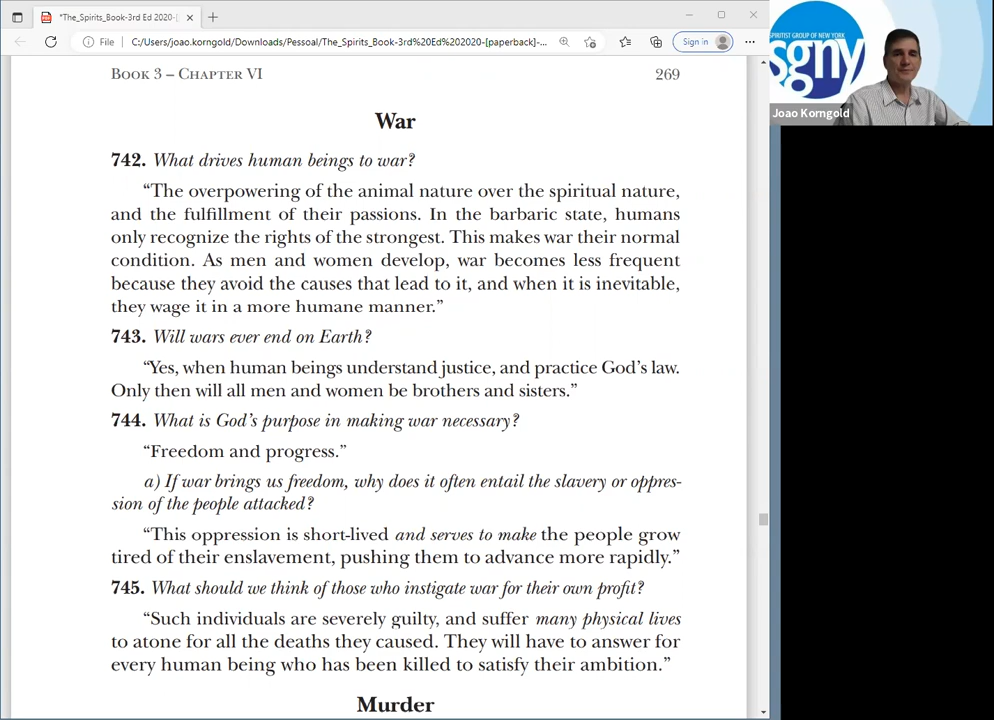 *The_Spirits_Book-3rd Ed 2020-[
File
C:/Users/joao.korngold/Downloads/Pessoal/The_Spirits_Book-3rd%20Ed%202020-[paperback]-...
Sign in
BOOK 3 – CHAPTER VI
269
War
742. What drives human beings to war?
“The overpowering of the animal nature over the spiritual nature,
and the fulfillment of their passions. In the barbaric state, humans
only recognize the rights of the strongest. This makes war their normal
condition. As men and women develop, war becomes less frequent
because they avoid the causes that lead to it, and when it is inevitable,
they wage it in a more humane manner.”
743. Will wars ever end on Earth?
“Yes, when human beings understand justice, and practice God’s law.
Only then will all men and women be brothers and sisters.”
744. What is God’s purpose in making war necessary?
“Freedom and progress.”
a) If war brings us freedom, why does it often entail the slavery or oppres-
sion of the people attacked?
“This oppression is short-lived and serves to make the people grow
tired of their enslavement, pushing them to advance more rapidly.”
745. What should we think of those who instigate war for their own profit?
“Such individuals are severely guilty, and suffer many physical lives
to atone for all the deaths they caused. They will have to answer for
every human being who has been killed to satisfy their ambition.”
Murder
SPIRITIST GROUP OF NEW YORK
sgny
Joao Korngold